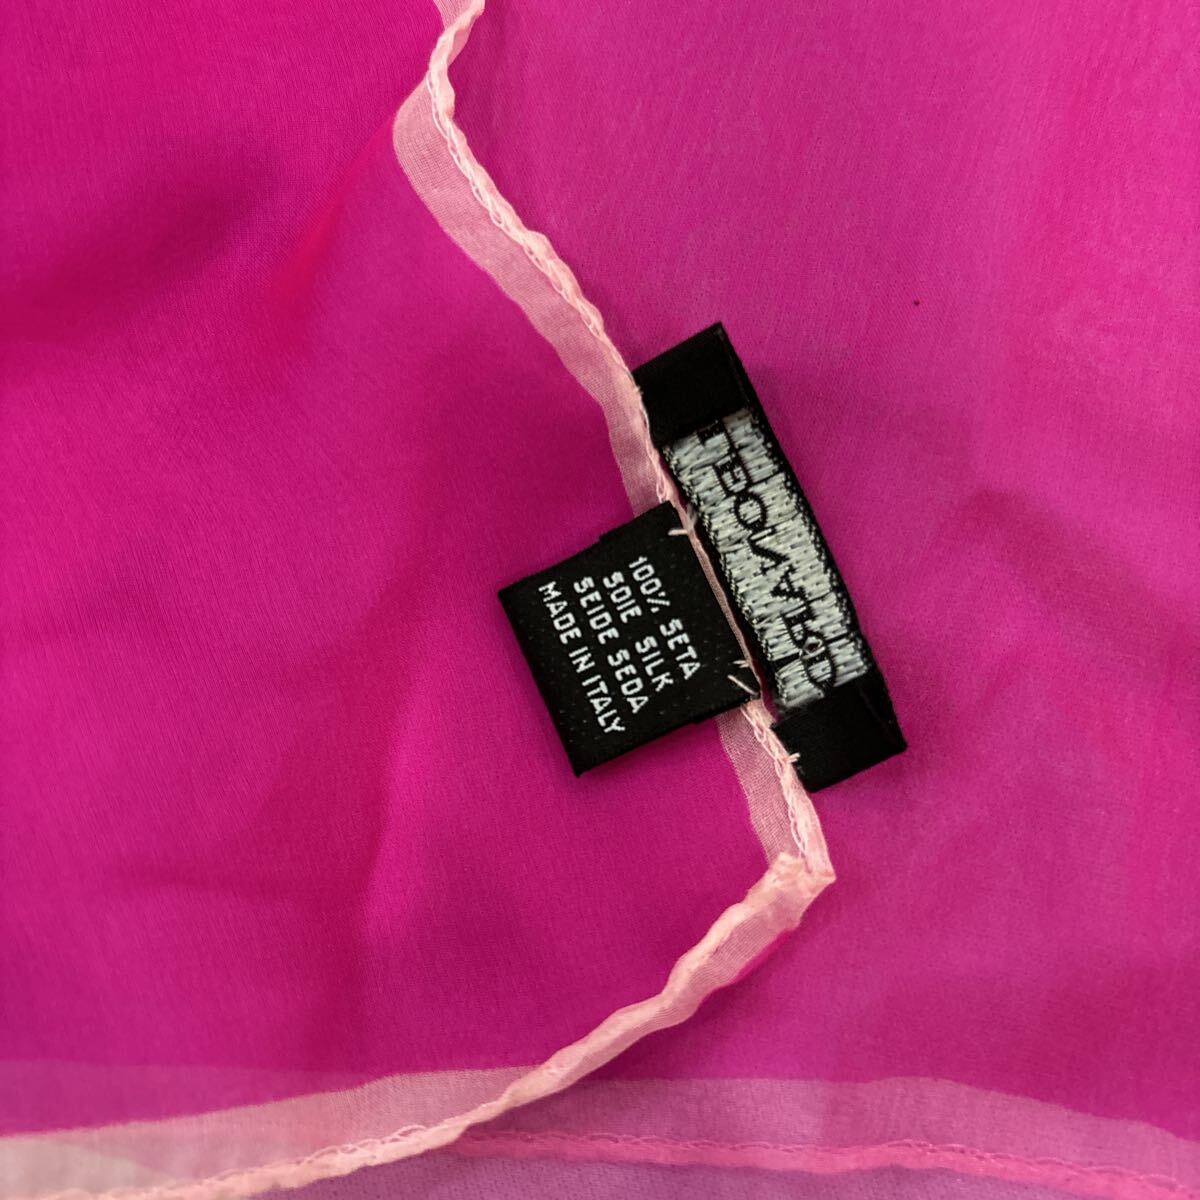 100% SETA
SOIE SILK
SEIDE SEDA
MADE IN ITALY